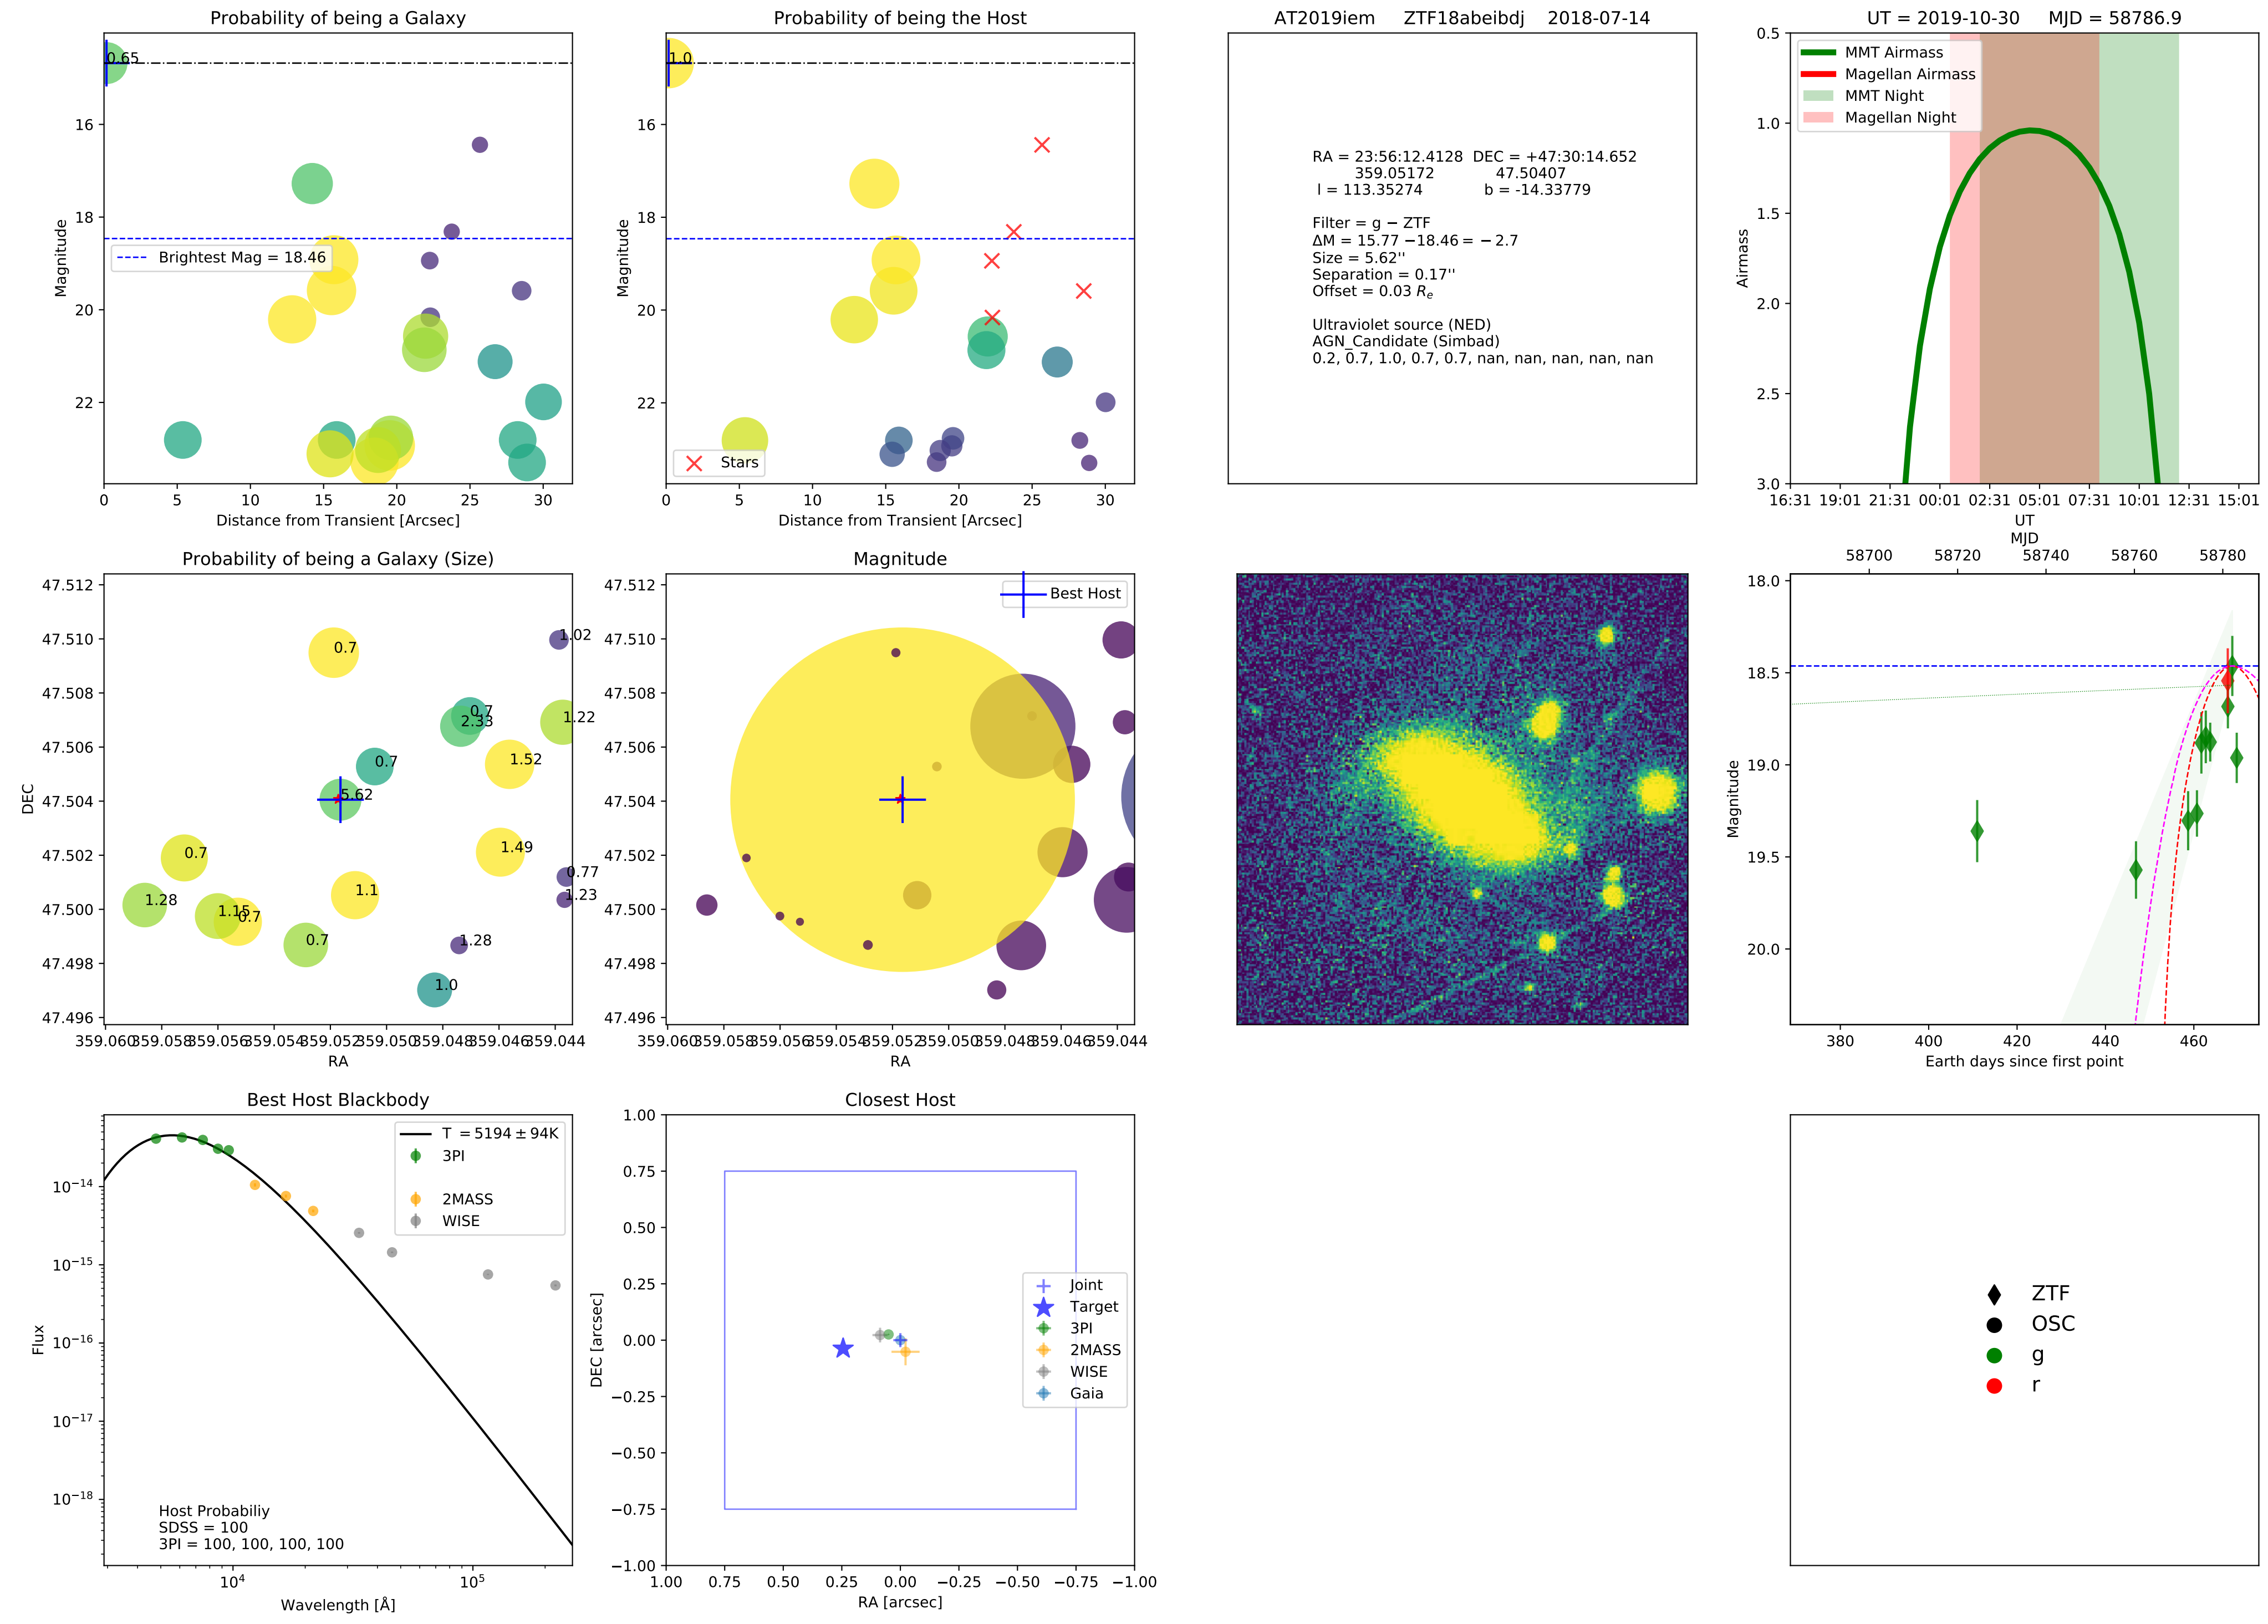 Probability of being a Galaxy
0.65
16
18
20
22
Magnitude
Brightest Mag = 18.46
0 5 10 15 20 25 30
Distance from Transient [Arcsec]
Probability of being the Host
1.0
16
18
20
22
Magnitude
Stars
0 5 10 15 20 25 30
Distance from Transient [Arcsec]
AT2019iem ZTF18abeibdj 2018-07-14
RA = 23:56:12.4128 DEC = +47:30:14.652
359.05172 47.50407
l = 113.35274 b = -14.33779
Filter = g − ZTF
ΔM = 15.77 −18.46 = −2.7
Size = 5.62''
Separation = 0.17''
Offset = 0.03 Re
Ultraviolet source (NED)
AGN_Candidate (Simbad)
0.2, 0.7, 1.0, 0.7, 0.7, nan, nan, nan, nan, nan
UT = 2019-10-30 MJD = 58786.9
MMT Airmass
Magellan Airmass
MMT Night
Magellan Night
0.5
1.0
1.5
2.0
2.5
3.0
Airmass
16:31 19:01 21:31 00:01 02:31 05:01 07:31 10:01 12:31 15:01
UT
Probability of being a Galaxy (Size)
47.512
47.510
47.508
47.506
47.504
47.502
47.500
47.498
47.496
DEC
0.7
1.02
0.7
2.33
1.22
0.7
1.52
5.62
0.7
1.49
0.77
1.23
1.1
1.28
1.15
0.7
0.7
1.28
1.0
359.060 359.058 359.056 359.054 359.052 359.050 359.048 359.046 359.044
RA
Magnitude
Best Host
47.512
47.510
47.508
47.506
47.504
47.502
47.500
47.498
47.496
359.060 359.058 359.056 359.054 359.052 359.050 359.048 359.046 359.044
RA
MJD
58700 58720 58740 58760 58780
18.0
18.5
19.0
19.5
20.0
Magnitude
380 400 420 440 460
Earth days since first point
Best Host Blackbody
T = 5194 ± 94K
3PI
2MASS
WISE
10−14
10−15
10−16
10−17
10−18
Flux
Host Probabiliy
SDSS = 100
3PI = 100, 100, 100, 100
104 105
Wavelength [Å]
Closest Host
1.00
0.75
0.50
0.25
0.00
−0.25
−0.50
−0.75
−1.00
DEC [arcsec]
Joint
Target
3PI
2MASS
WISE
Gaia
1.00 0.75 0.50 0.25 0.00 −0.25 −0.50 −0.75 −1.00
RA [arcsec]
ZTF
OSC
g
r